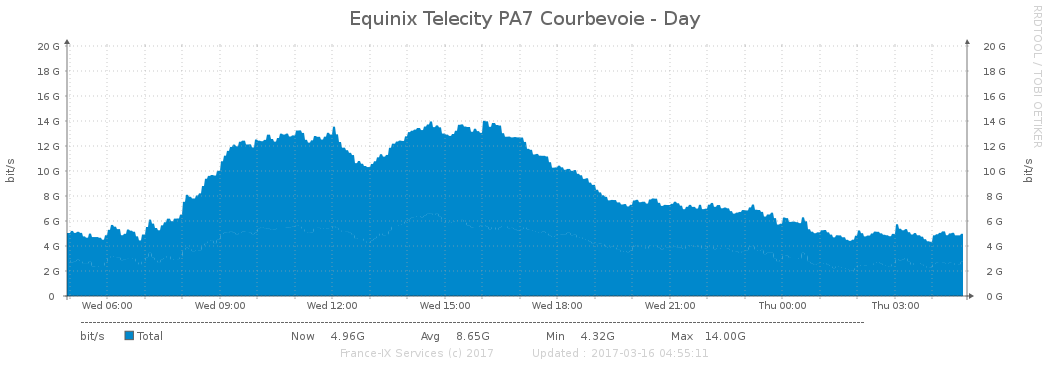 Equinix Telecity PA7 Courbevoie - Day
RRDTOOL / TOBI OETIKER
20 G 20 G
18 G 18 G
16 G 16 G
14 G 14 G
12 G 12 G
10 G 10 G
8 G 8 G
6 G 6 G
4 G 4 G
2 G 2 G
0 0 G
bit/s bit/s
Wed 06:00 Wed 09:00 Wed 12:00 Wed 15:00 Wed 18:00 Wed 21:00 Thu 00:00 Thu 03:00
bit/s Total Now 4.96G Avg 8.65G Min 4.32G Max 14.00G
France-IX Services (c) 2017 Updated : 2017-03-16 04:55:11